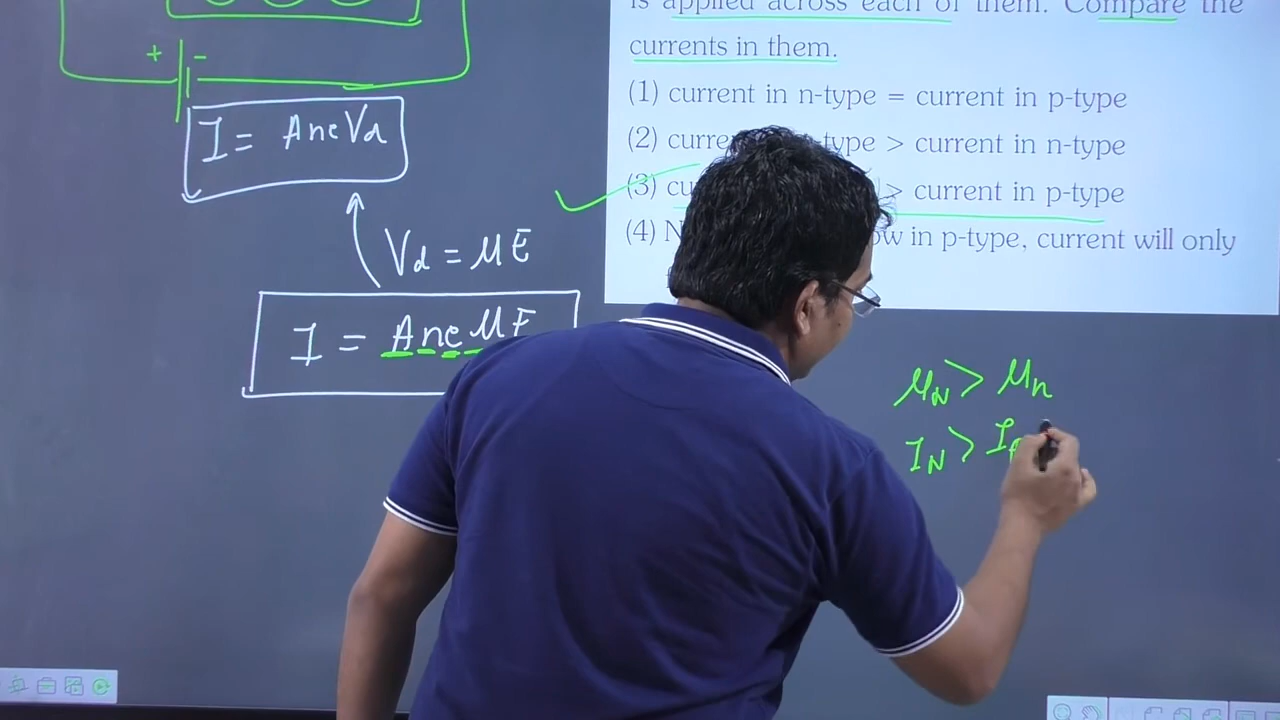 is applied across each of them. Compare the
currents in them.
(1) current in n-type = current in p-type
(2) curre type > current in n-type
(3) cu > current in p-type
(4) N ow in p-type, current will only
+ -
I = AneVd
Vd = μE
I = AneμE
μN > μn
IN > I